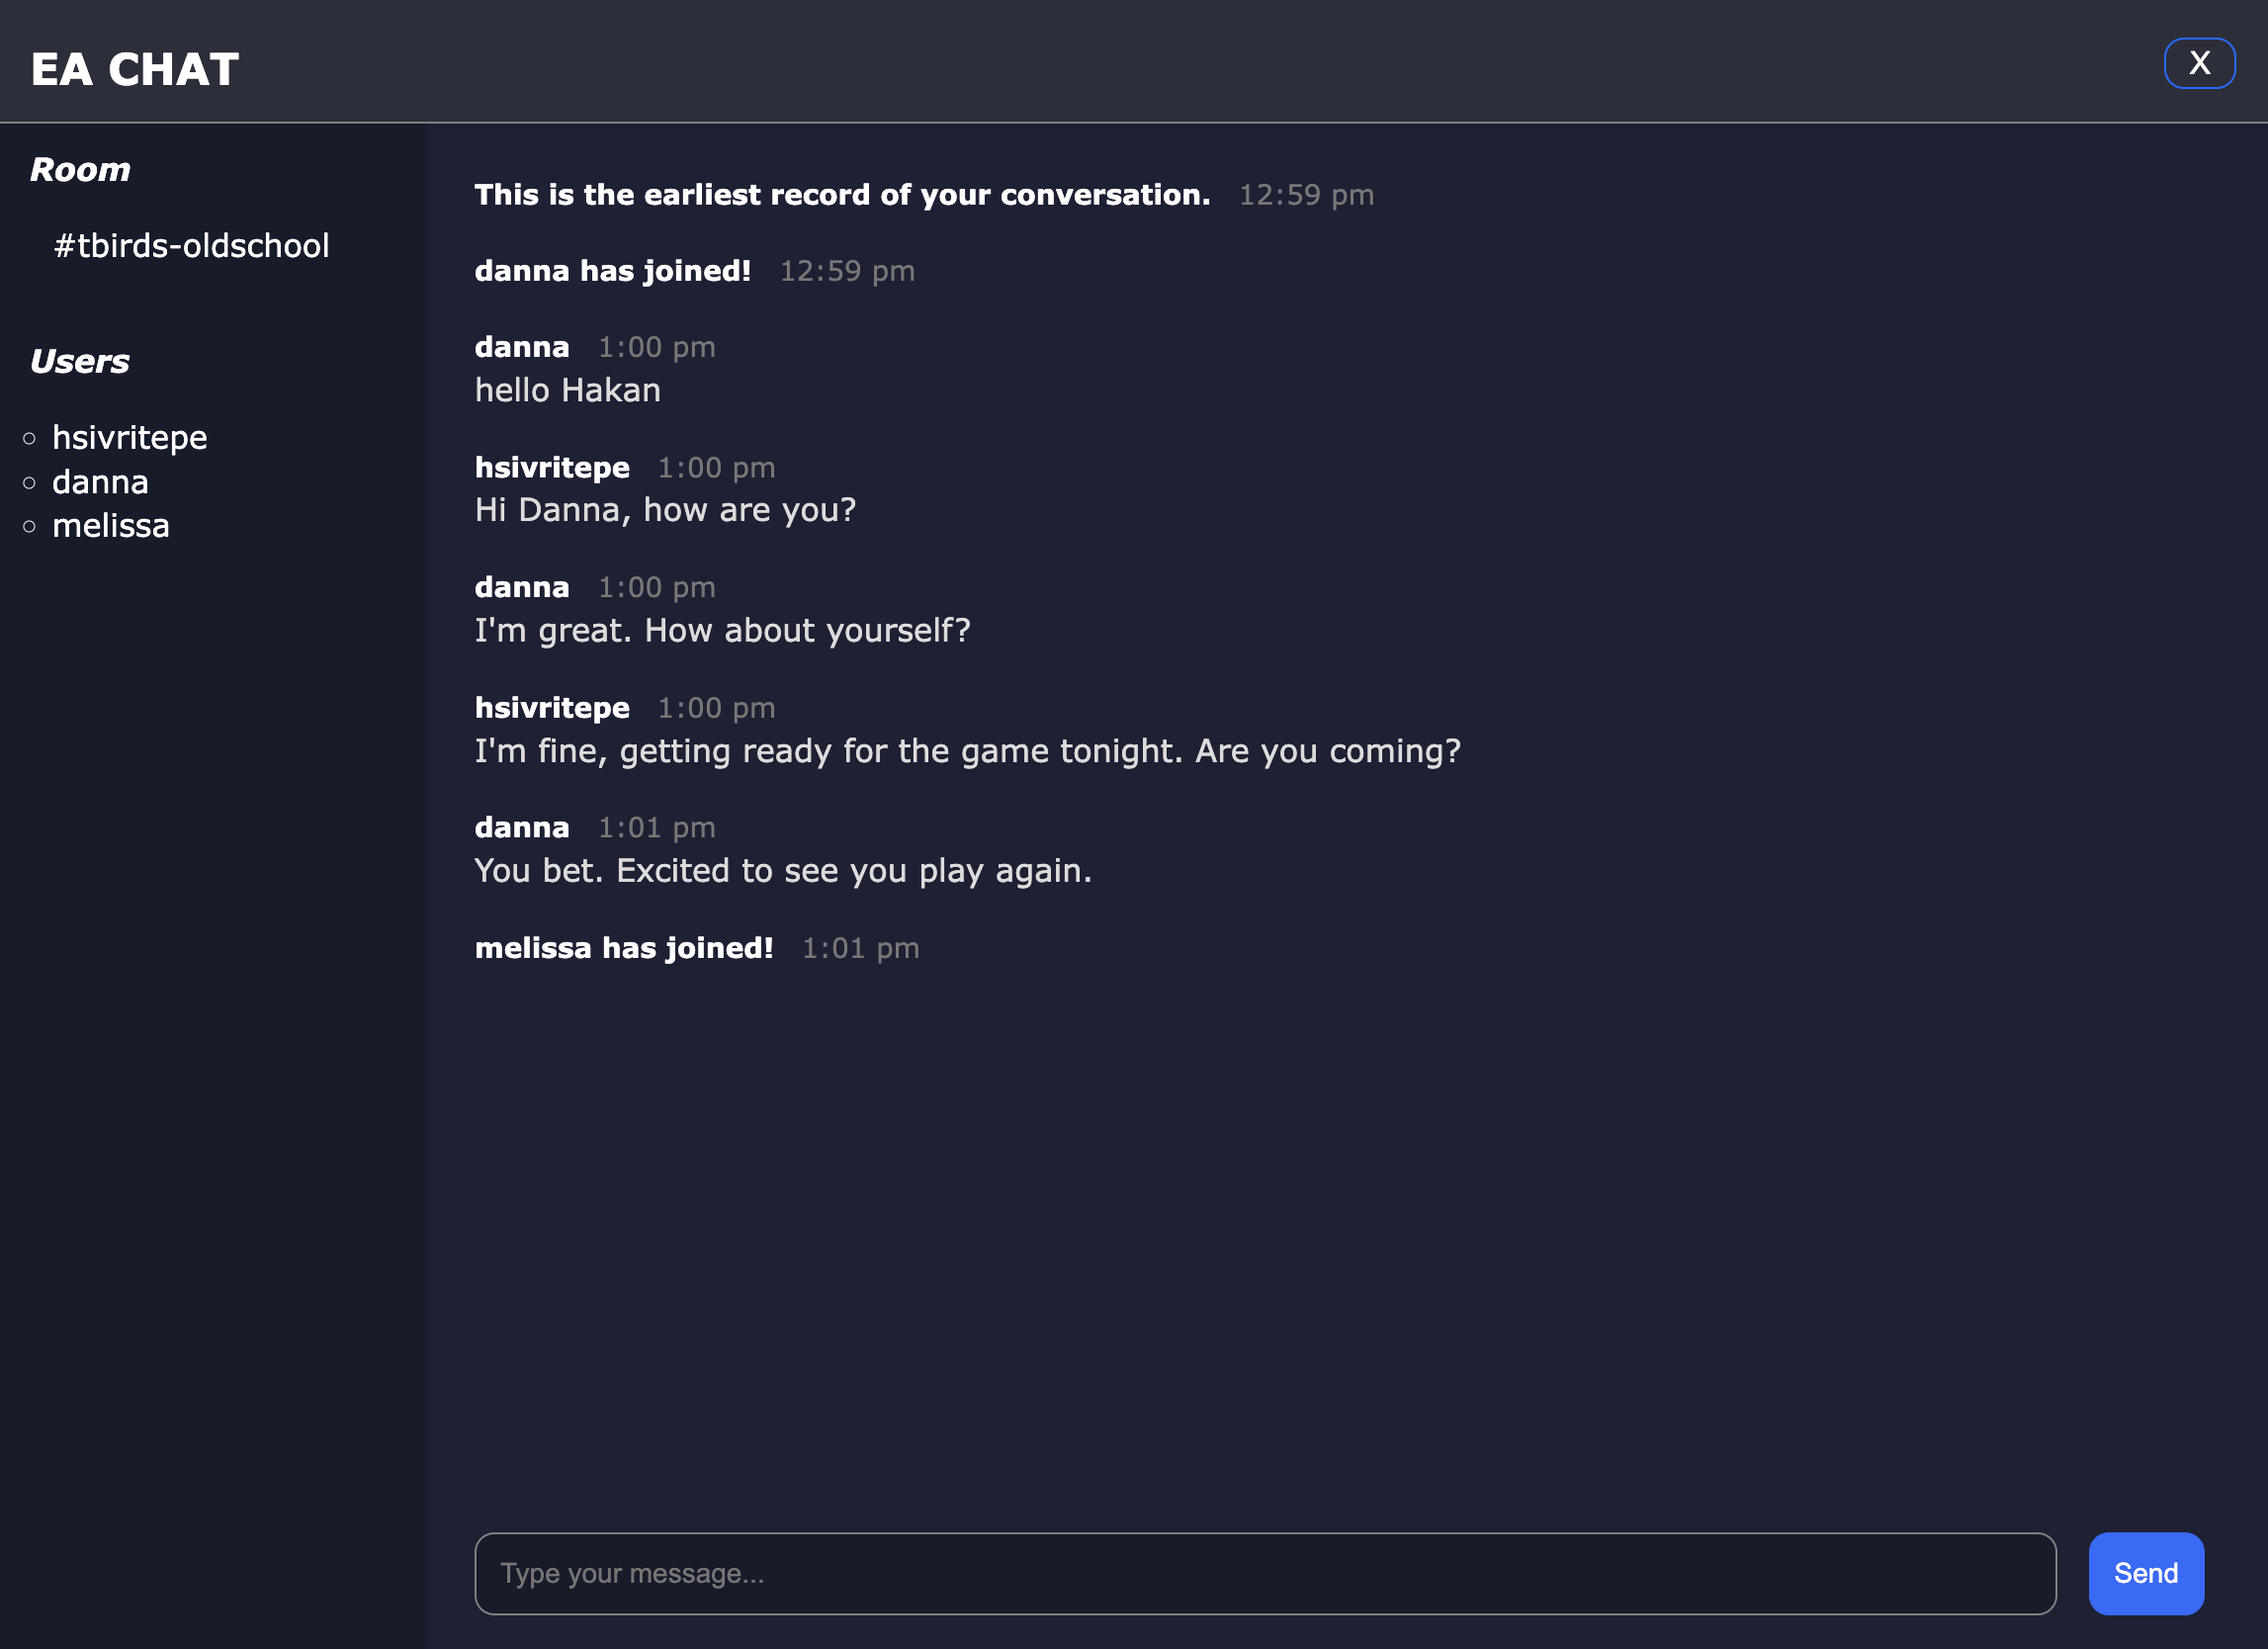 EA CHAT
X
Room
#tbirds-oldschool
Users
hsivritepe
danna
melissa
This is the earliest record of your conversation. 12:59 pm
danna has joined! 12:59 pm
danna 1:00 pm
hello Hakan
hsivritepe 1:00 pm
Hi Danna, how are you?
danna 1:00 pm
I'm great. How about yourself?
hsivritepe 1:00 pm
I'm fine, getting ready for the game tonight. Are you coming?
danna 1:01 pm
You bet. Excited to see you play again.
melissa has joined! 1:01 pm
Type your message...
Send